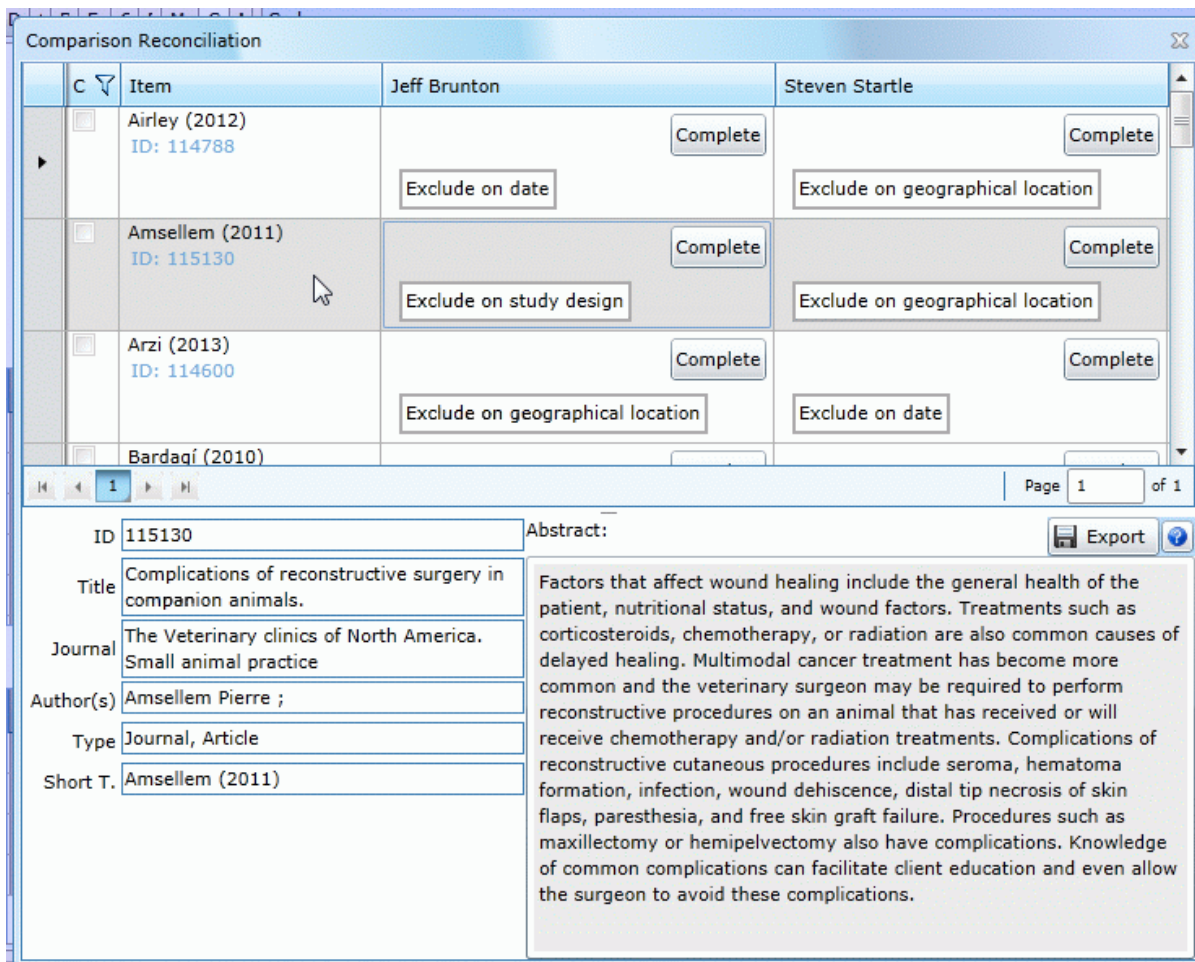 Comparison Reconciliation
C Item Jeff Brunton Steven Startle
Airley (2012)
ID: 114788
Complete Complete
Exclude on date Exclude on geographical location
Amsellem (2011)
ID: 115130
Complete Complete
Exclude on study design Exclude on geographical location
Arzi (2013)
ID: 114600
Complete Complete
Exclude on geographical location Exclude on date
Bardagí (2010)
1 Page 1 of 1
ID 115130
Title Complications of reconstructive surgery in
companion animals.
Journal The Veterinary clinics of North America.
Small animal practice
Author(s) Amsellem Pierre ;
Type Journal, Article
Short T. Amsellem (2011)
Abstract: Export
Factors that affect wound healing include the general health of the
patient, nutritional status, and wound factors. Treatments such as
corticosteroids, chemotherapy, or radiation are also common causes of
delayed healing. Multimodal cancer treatment has become more
common and the veterinary surgeon may be required to perform
reconstructive procedures on an animal that has received or will
receive chemotherapy and/or radiation treatments. Complications of
reconstructive cutaneous procedures include seroma, hematoma
formation, infection, wound dehiscence, distal tip necrosis of skin
flaps, paresthesia, and free skin graft failure. Procedures such as
maxillectomy or hemipelvectomy also have complications. Knowledge
of common complications can facilitate client education and even allow
the surgeon to avoid these complications.